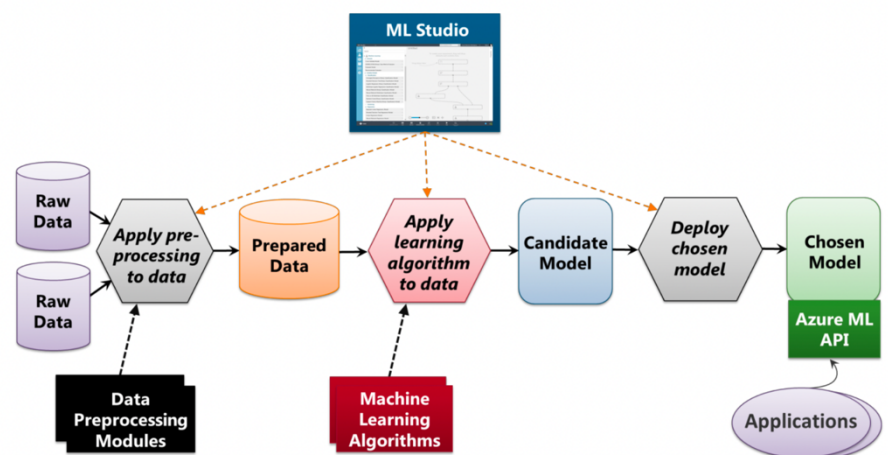 ML Studio
Raw
Data
Raw
Data
Apply pre-
processing
to data
Prepared
Data
Apply
learning
algorithm
to data
Candidate
Model
Deploy
chosen
model
Chosen
Model
Azure ML
API
Data
Preprocessing
Modules
Machine
Learning
Algorithms
Applications